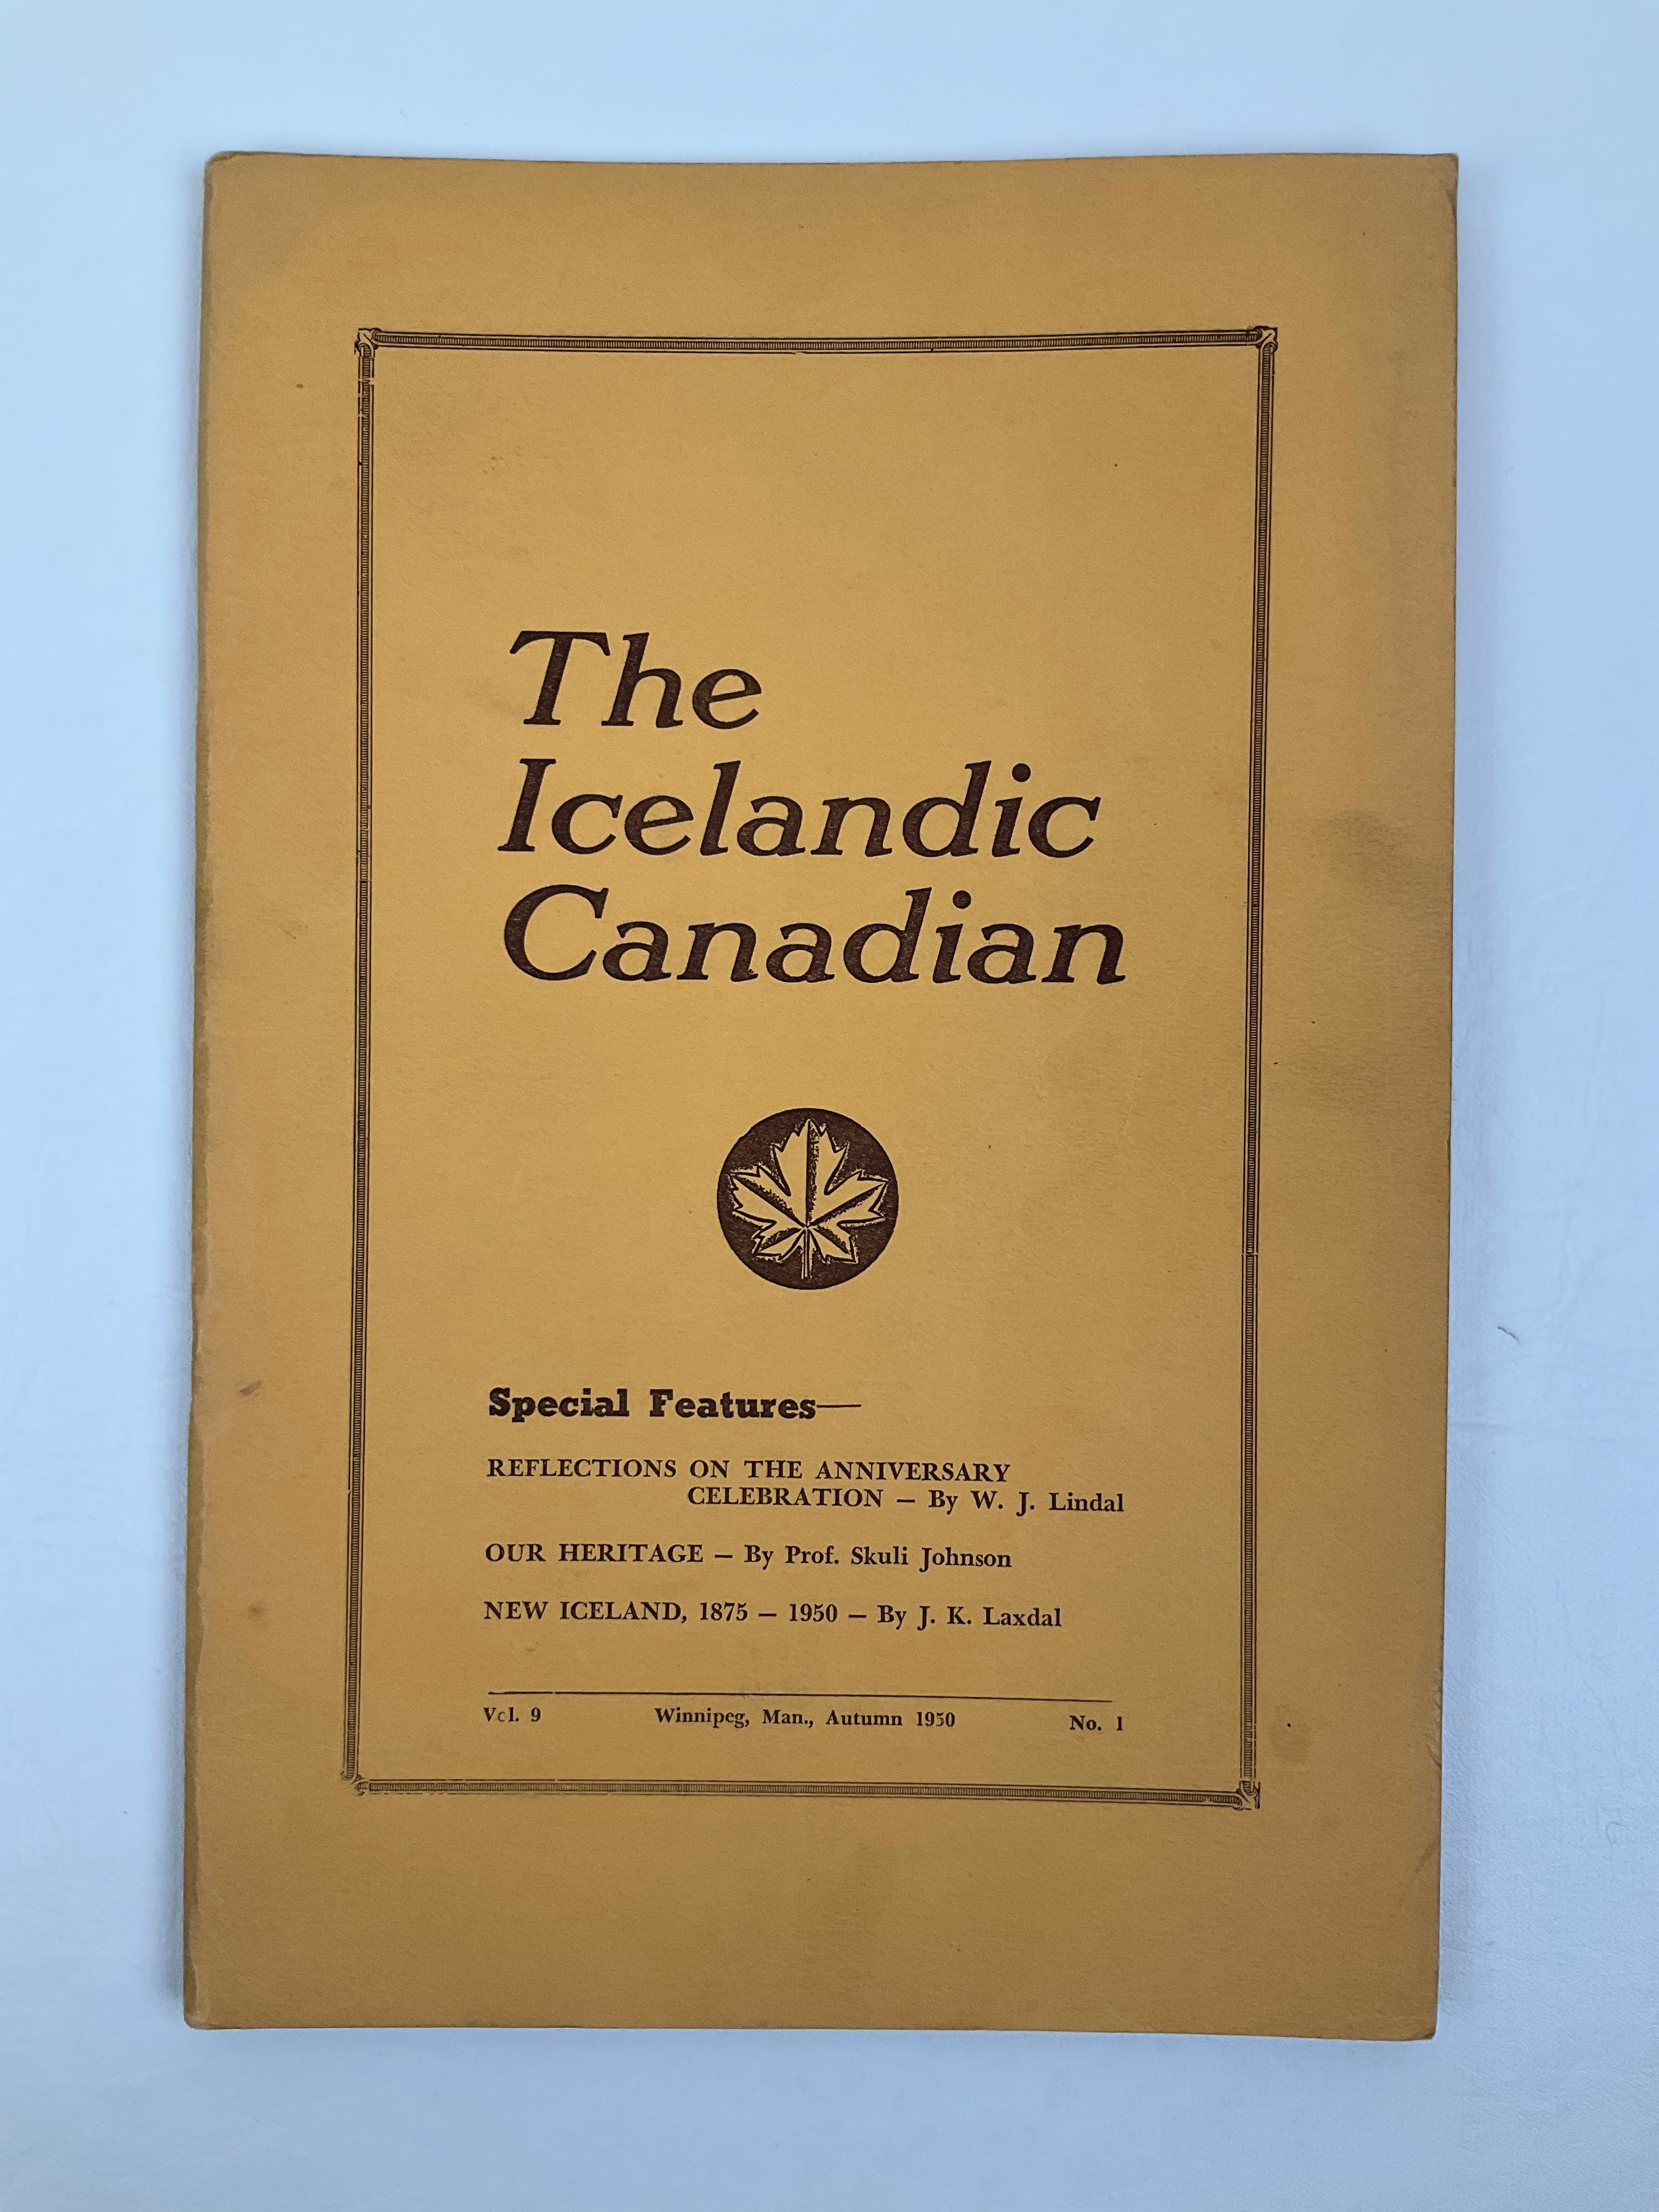 The
Icelandic
Canadian
Special Features—
REFLECTIONS ON THE ANNIVERSARY
CELEBRATION — By W. J. Lindal
OUR HERITAGE — By Prof. Skuli Johnson
NEW ICELAND, 1875 — 1950 — By J. K. Laxdal
Vol. 9 Winnipeg, Man., Autumn 1950 No. 1